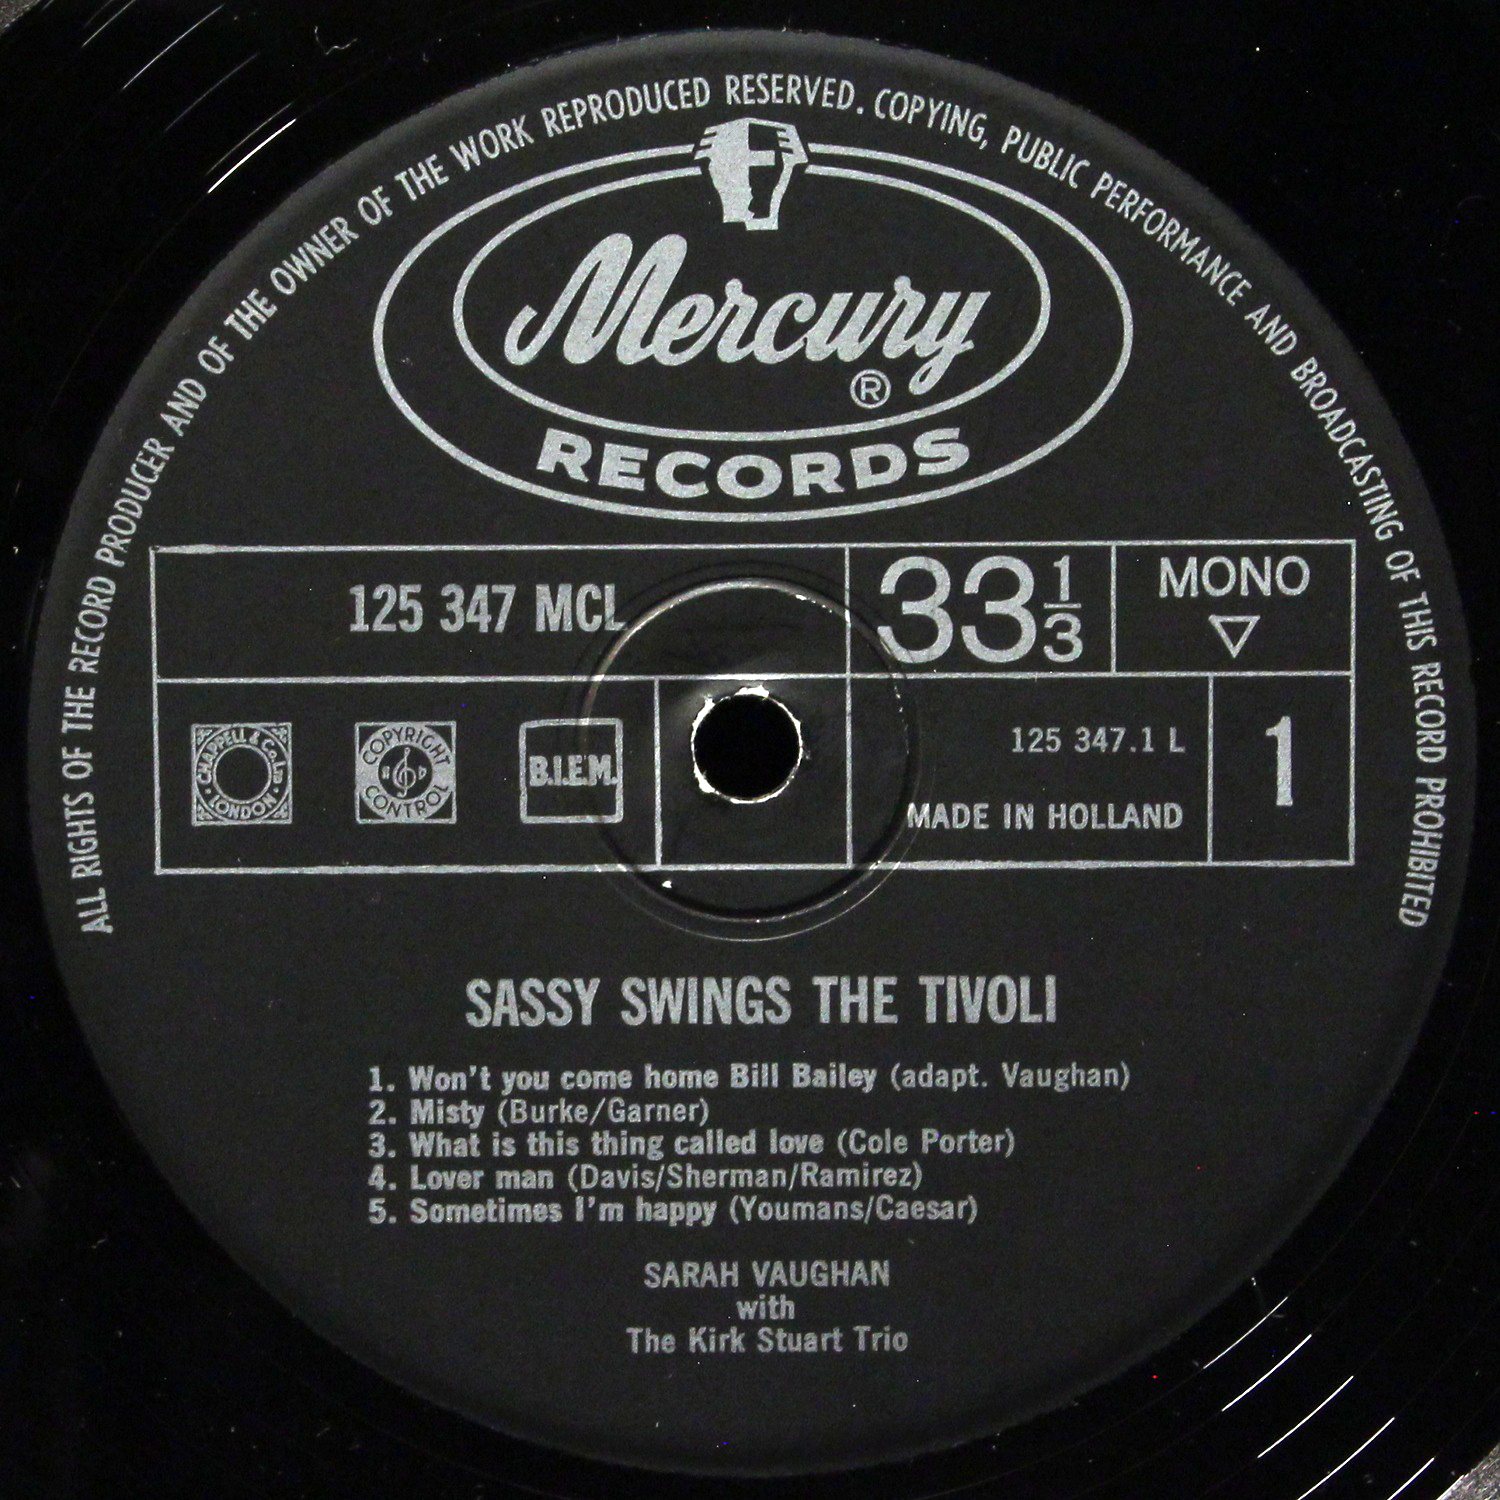 ALL RIGHTS OF THE RECORD PRODUCER AND OF THE OWNER OF THE WORK REPRODUCED RESERVED. COPYING, PUBLIC PERFORMANCE AND BROADCASTING OF THIS RECORD PROHIBITED
Mercury
®
RECORDS
125 347 MCL
33 1/3
MONO
CHAPPELL & Co. Ltd
LONDON
COPYRIGHT
CONTROL
B.I.E.M.
125 347.1 L
MADE IN HOLLAND
1
SASSY SWINGS THE TIVOLI
1. Won't you come home Bill Bailey (adapt. Vaughan)
2. Misty (Burke/Garner)
3. What is this thing called love (Cole Porter)
4. Lover man (Davis/Sherman/Ramirez)
5. Sometimes I'm happy (Youmans/Caesar)
SARAH VAUGHAN
with
The Kirk Stuart Trio